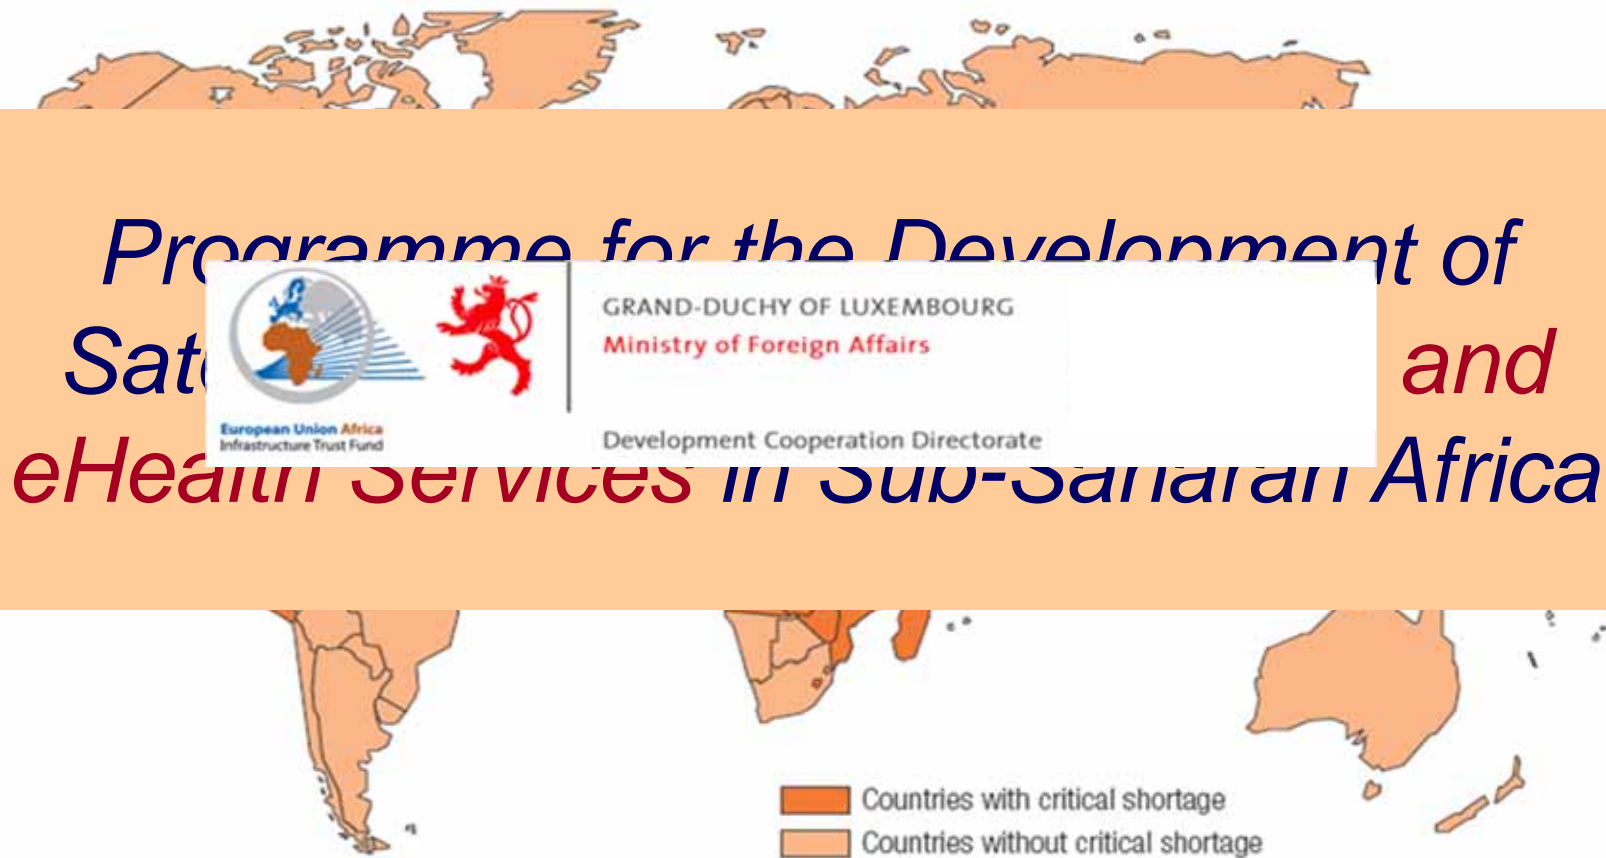 Programme for the Development of
and
GRAND-DUCHY OF LUXEMBOURG
Ministry of Foreign Affairs
European Union Africa
Infrastructure Trust Fund
Development Cooperation Directorate
eHealth Services in Sub-Saharan Africa
Countries with critical shortage
Countries without critical shortage